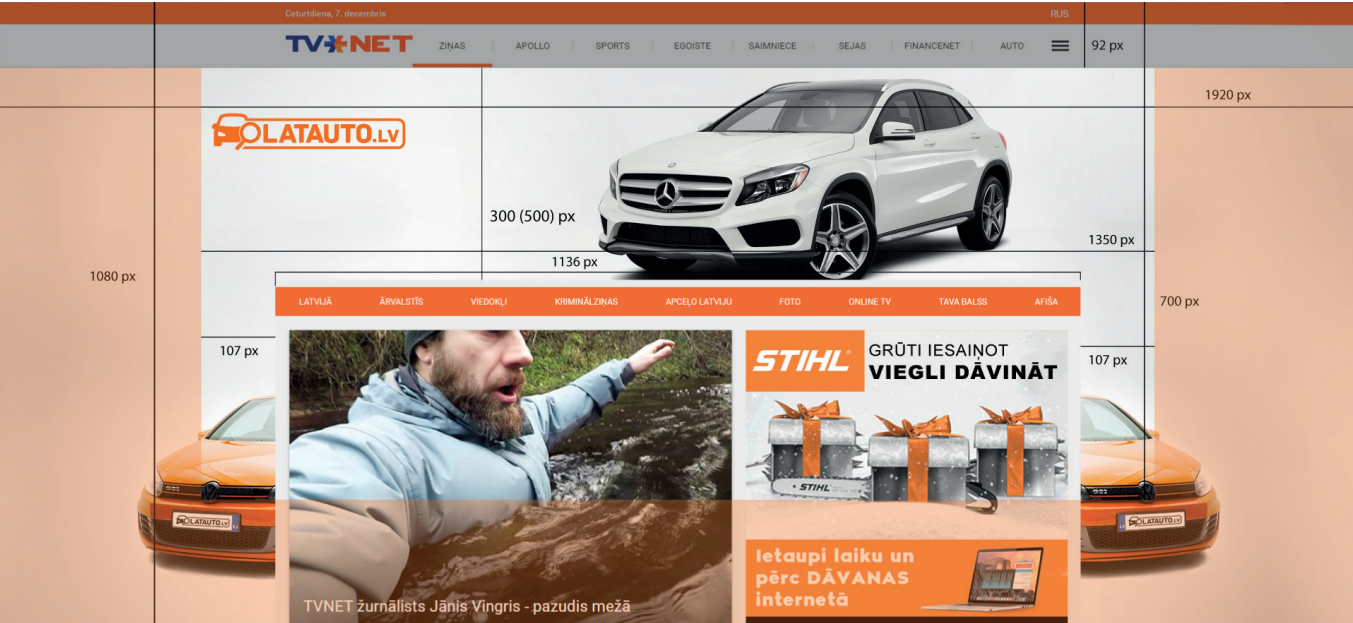 Ceturtdiena, 7. decembris
RUS
TV NET
ZIŅAS
APOLLO
SPORTS
EGOISTE
SAIMNIECE
SEJAS
FINANCENET
AUTO
92 px
1920 px
LATAUTO.LV
300 (500) px
1350 px
1136 px
1080 px
LATVIJĀ
ĀRVALSTĪS
VIEDOKĻI
KRIMINĀLZIŅAS
APCEĻO LATVIJU
FOTO
ONLINE TV
TAVA BALSS
AFIŠA
700 px
107 px
STIHL
GRŪTI IESAIŅOT
VIEGLI DĀVINĀT
107 px
STIHL
GTI
LATAUTO.LV
LATAUTO.LV
Ietaupi laiku un
pērc DĀVANAS
internetā
TVNET žurnālists Jānis Vingris - pazudis mežā